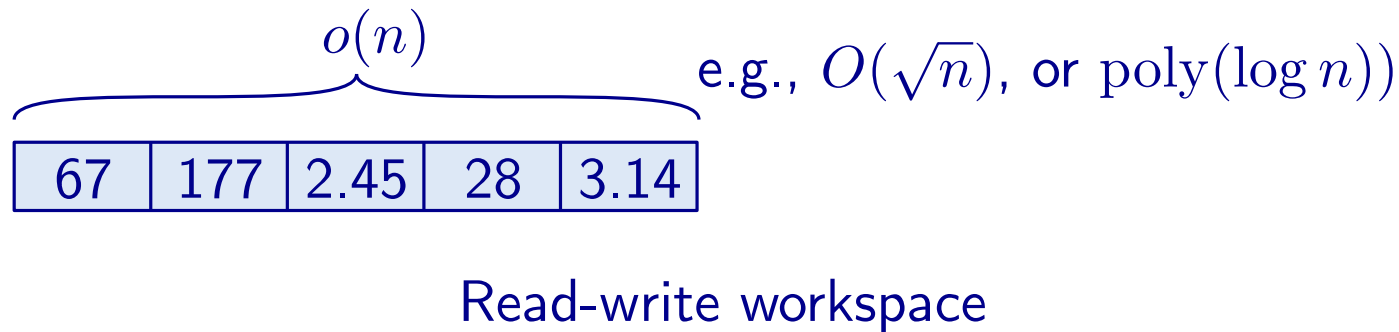 o(n)
e.g., O(√n), or poly(log n))
67 177 2.45 28 3.14
Read-write workspace